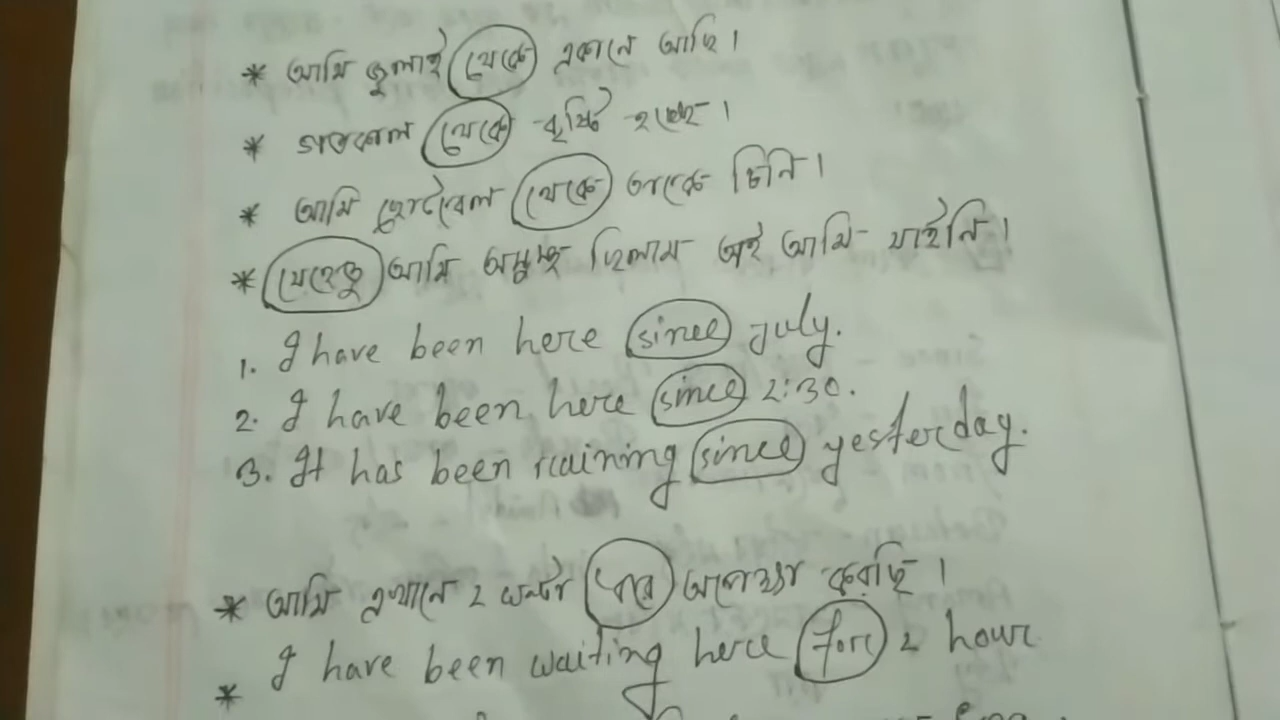 * আমি জুলাই থেকে এখানে আছি।
* গতকাল থেকে বৃষ্টি হচ্ছে।
* আমি ছোটবেলা থেকে তাকে চিনি।
* যেহেতু আমি অসুস্থ ছিলাম তাই আমি যাইনি।
1. I have been here since july.
2. I have been here since 2:30.
3. It has been raining since yesterday.
* আমি এখানে 2 ঘন্টা ধরে অপেক্ষা করছি।
I have been waiting here for 2 hour
*